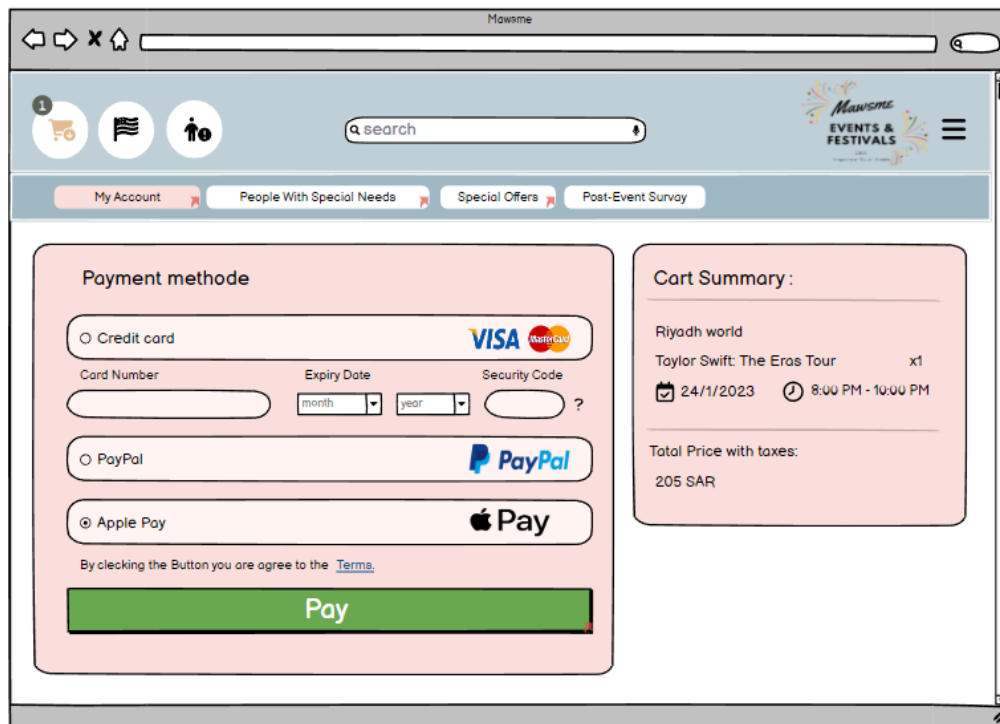 Mawsme
1
search
Mawsme
EVENTS &
FESTIVALS
My Account
People With Special Needs
Special Offers
Post-Event Survay
Payment methode
Credit card
VISA MasterCard
Card Number
Expiry Date
Security Code
month
year
?
PayPal
PayPal
Apple Pay
Pay
By clicking the Button you are agree to the Terms.
Pay
Cart Summary :
Riyadh world
Taylor Swift: The Eras Tour x1
24/1/2023 8:00 PM - 10:00 PM
Total Price with taxes:
205 SAR